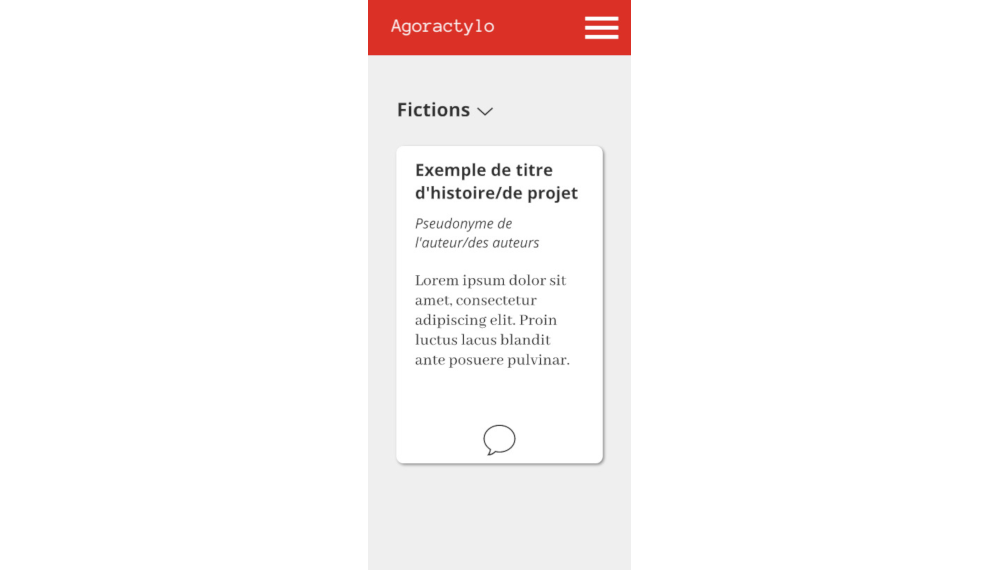 Agoractylo
Fictions
Exemple de titre
d'histoire/de projet
Pseudonyme de
l'auteur/des auteurs
Lorem ipsum dolor sit
amet, consectetur
adipiscing elit. Proin
luctus lacus blandit
ante posuere pulvinar.